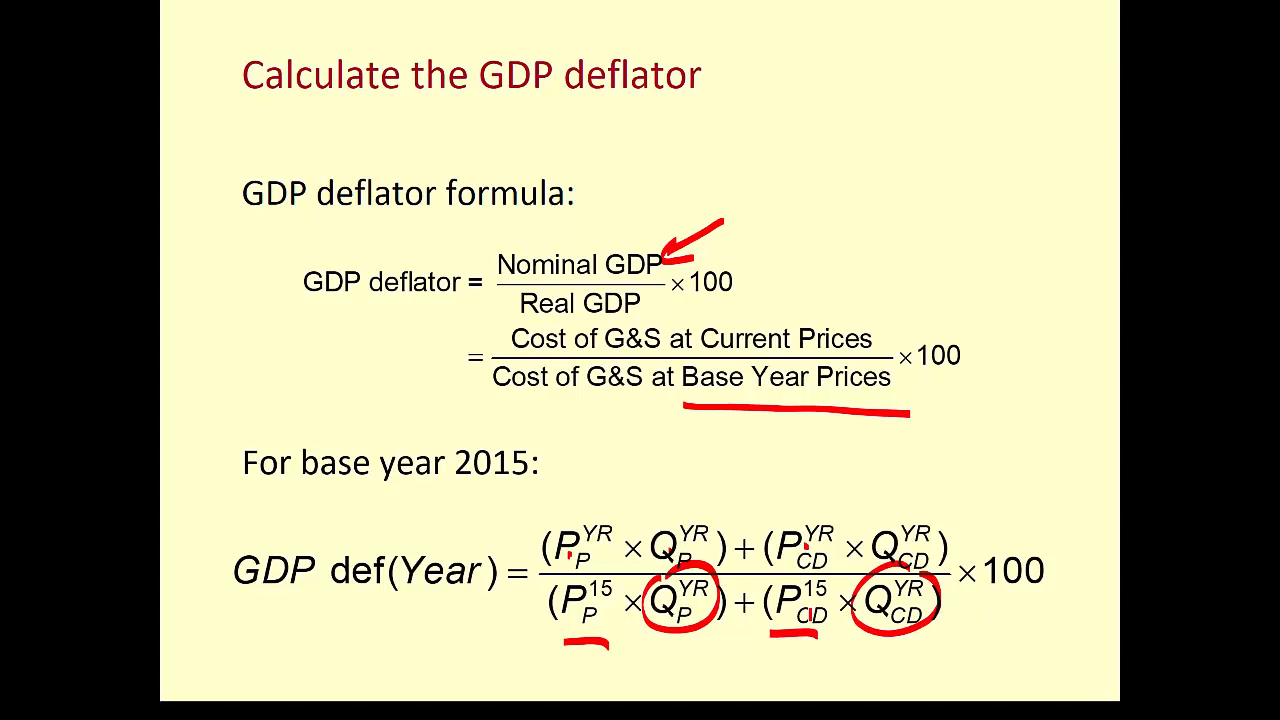 Calculate the GDP deflator
GDP deflator formula:
GDP deflator = Nominal GDP / Real GDP × 100
= Cost of G&S at Current Prices / Cost of G&S at Base Year Prices × 100
For base year 2015:
GDP def(Year) = (P_P^YR × Q_P^YR) + (P_CD^YR × Q_CD^YR) / (P_P^15 × Q_P^YR) + (P_CD^15 × Q_CD^YR) × 100